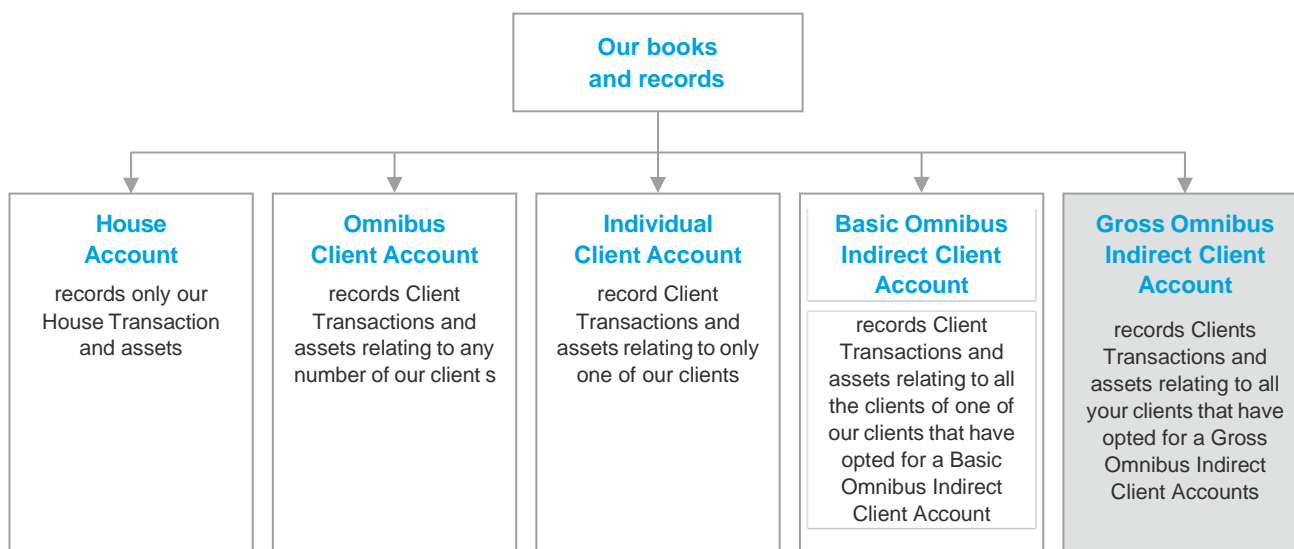 Our books
and records
House
Account
records only our
House Transaction
and assets
Omnibus
Client Account
records Client
Transactions and
assets relating to any
number of our client s
Individual
Client Account
record Client
Transactions and
assets relating to only
one of our clients
Basic Omnibus
Indirect Client
Account
records Client
Transactions and
assets relating to all
the clients of one of
our clients that have
opted for a Basic
Omnibus Indirect
Client Account
Gross Omnibus
Indirect Client
Account
records Clients
Transactions and
assets relating to all
your clients that have
opted for a Gross
Omnibus Indirect
Client Accounts